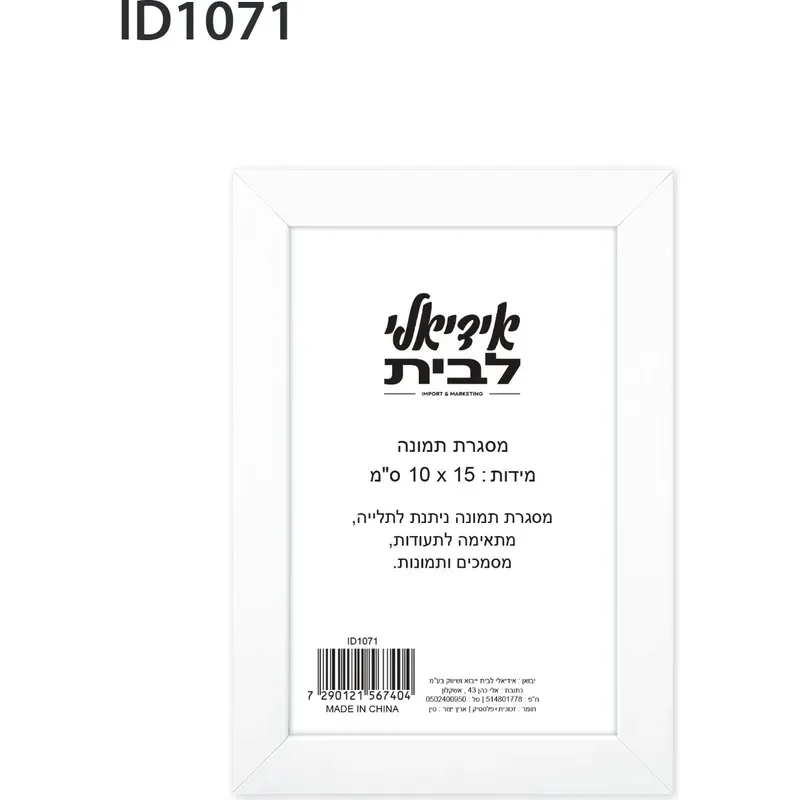 ID1071
אידיאלי
לבית
IMPORT & MARKETING
מסגרת תמונה
מידות : 15 x 10 ס"מ
מסגרת תמונה ניתנת לתלייה,
מתאימה לתעודות,
מסמכים ותמונות.
ID1071
7 290121 567404
MADE IN CHINA
יבואן : אידיאלי לבית ייבוא ושיווק בע"מ
כתובת : אלי כהן 43 , אשקלון
ח"פ : 514801778 | טל : 0502400950
חומר : זכוכית+פלסטיק | ארץ יצור : סין